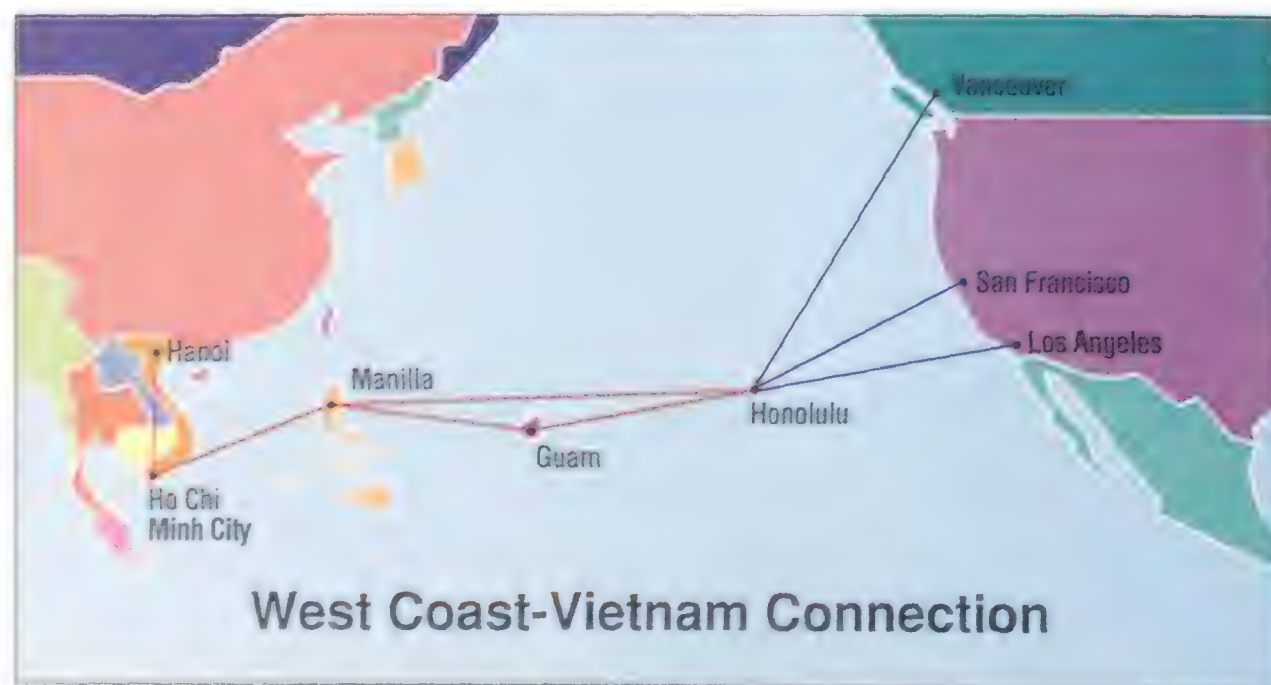 Vancouver
San Francisco
Los Angeles
Hanoi
Manilla
Honolulu
Guam
Ho Chi
Minh City
West Coast-Vietnam Connection